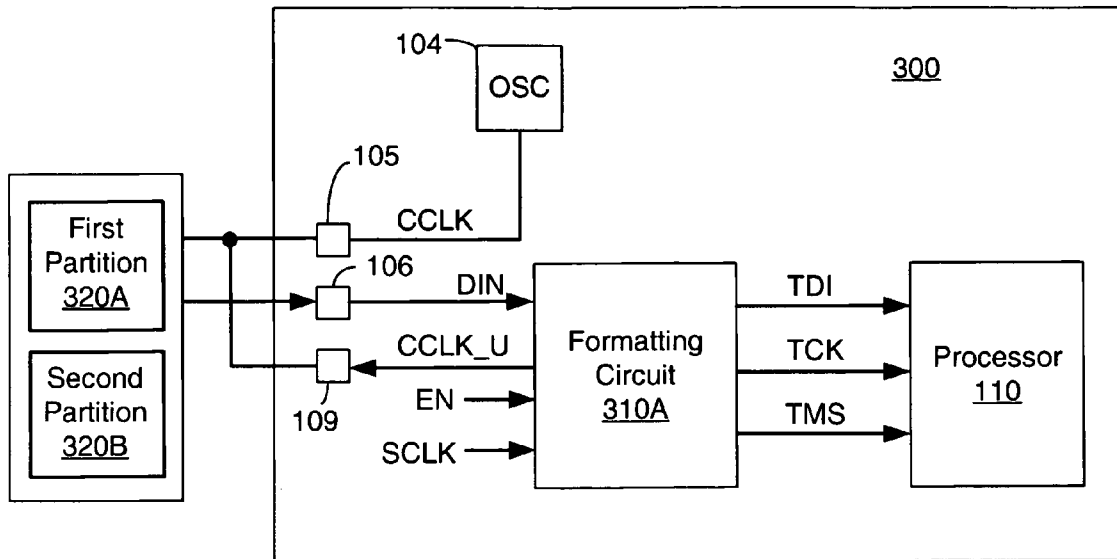 104
OSC
300
105
CCLK
First
Partition
320A
106
DIN
TDI
CCLK_U
Formatting
Circuit
310A
TCK
Processor
110
Second
Partition
320B
109
EN
TMS
SCLK